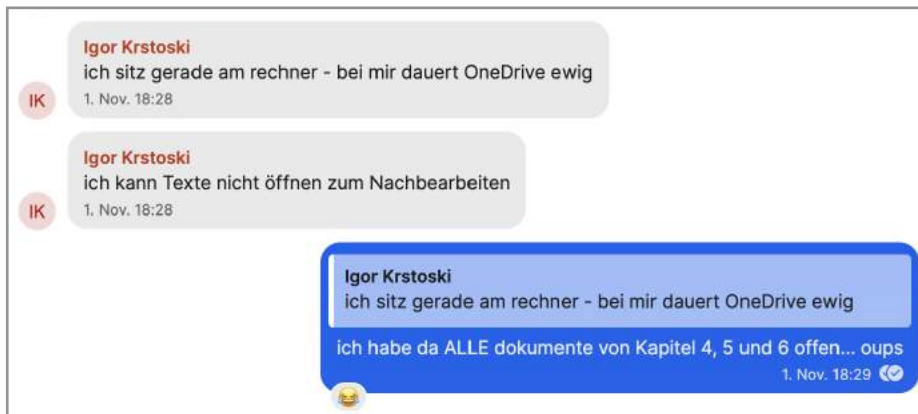 Igor Krstoski
ich sitz gerade am rechner - bei mir dauert OneDrive ewig
IK
1. Nov. 18:28
Igor Krstoski
ich kann Texte nicht öffnen zum Nachbearbeiten
IK
1. Nov. 18:28
Igor Krstoski
ich sitz gerade am rechner - bei mir dauert OneDrive ewig
ich habe da ALLE dokumente von Kapitel 4, 5 und 6 offen... oups
1. Nov. 18:29